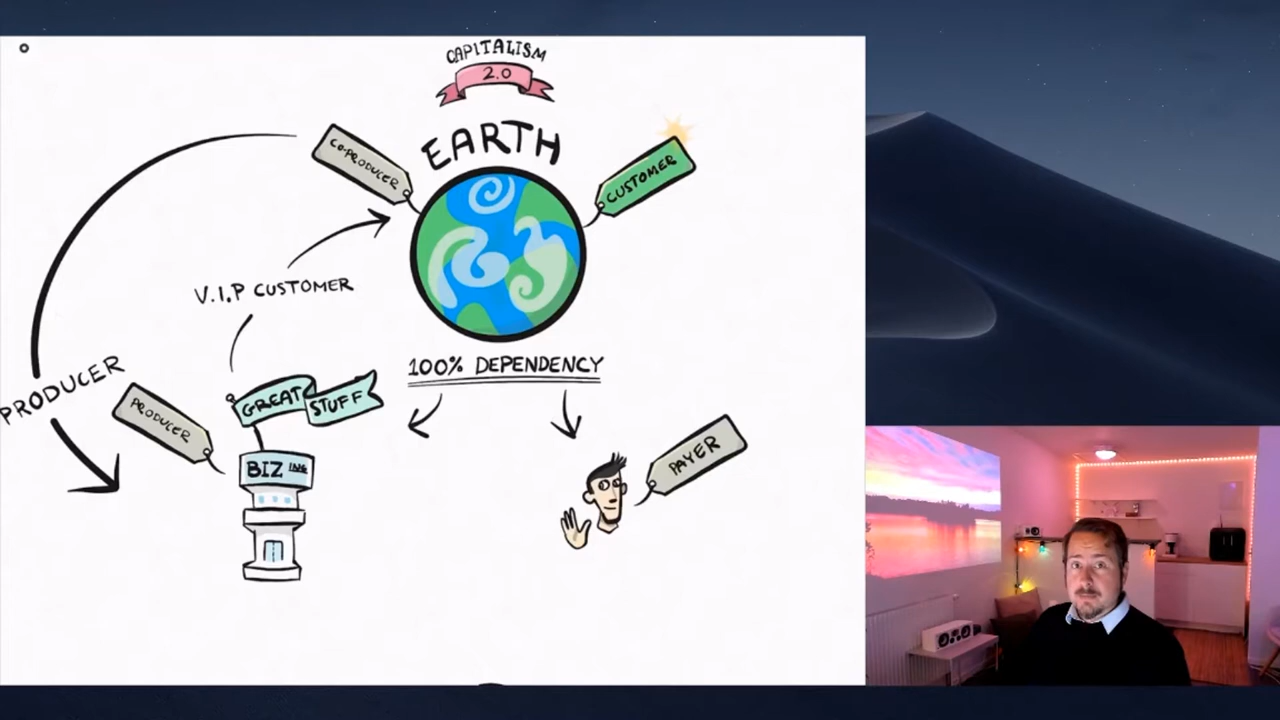 CAPITALISM
2.0
EARTH
CO-PRODUCER
CUSTOMER
V.I.P CUSTOMER
100% DEPENDENCY
PRODUCER
PRODUCER
GREAT STUFF
PAYER
BIZ INC